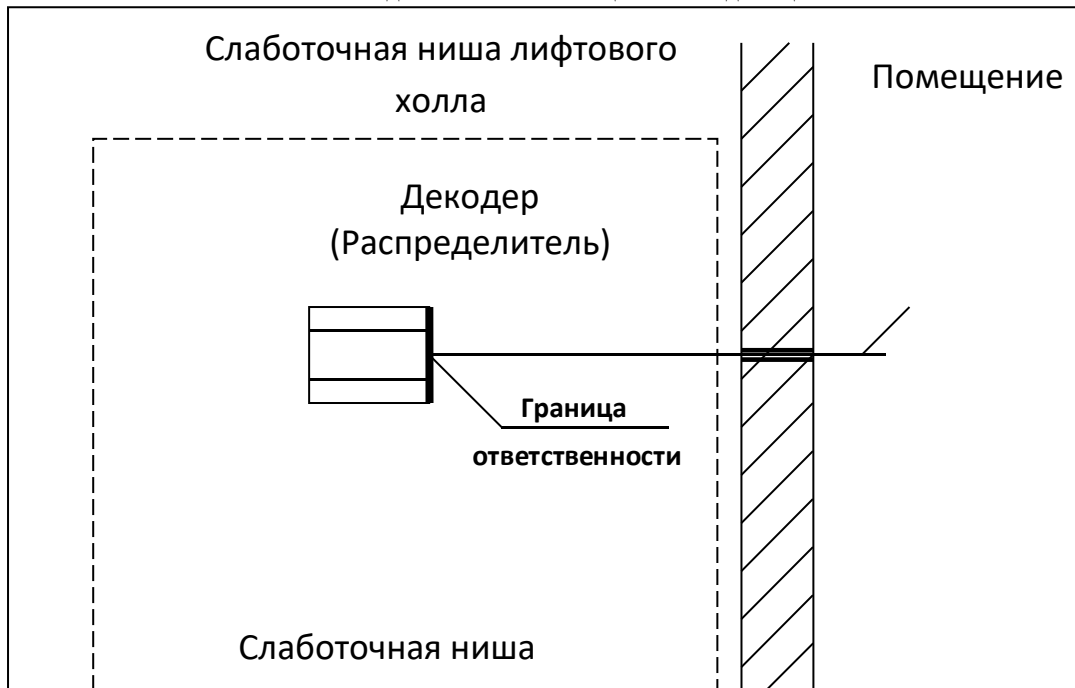 Слаботочная ниша лифтового
холла
Помещение
Декодер
(Распределитель)
Граница
ответственности
Слаботочная ниша